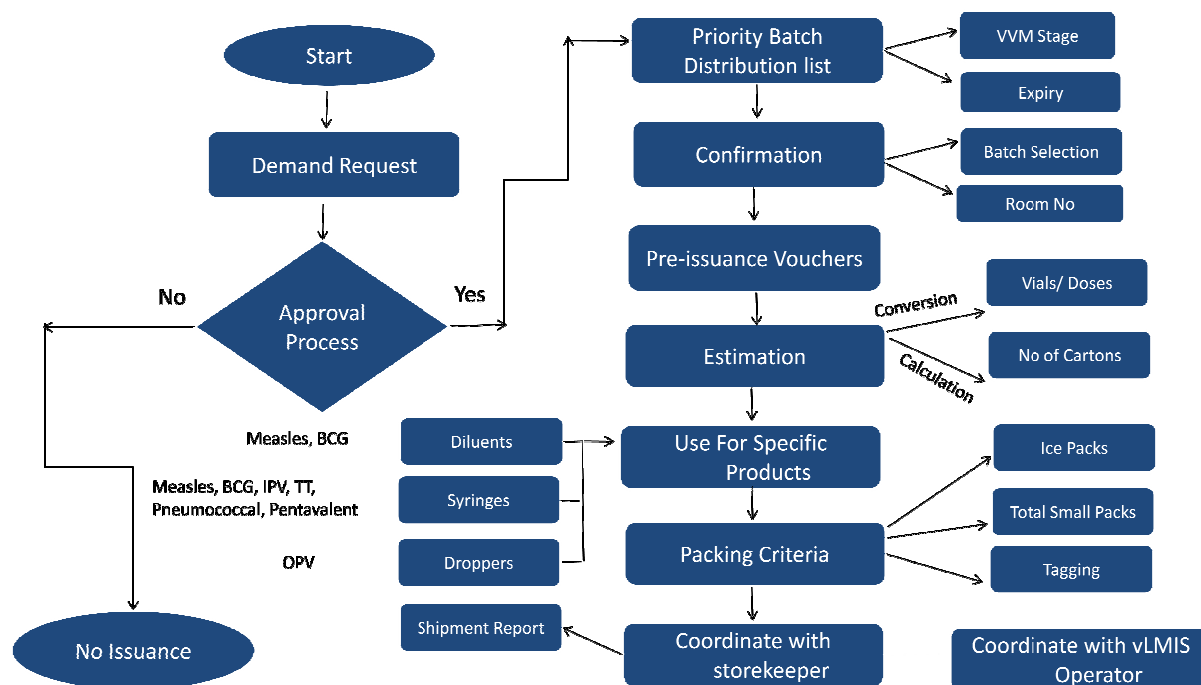 Start
Demand Request
No
Yes
Approval
Process
Measles, BCG
Measles, BCG, IPV, TT,
Pneumococcal, Pentavalent
OPV
No Issuance
Priority Batch
Distribution list
VVM Stage
Expiry
Confirmation
Batch Selection
Room No
Pre-issuance Vouchers
Estimation
Conversion
Vials/ Doses
Calculation
No of Cartons
Diluents
Syringes
Droppers
Use For Specific
Products
Packing Criteria
Ice Packs
Total Small Packs
Tagging
Shipment Report
Coordinate with
storekeeper
Coordinate with vLMIS
Operator